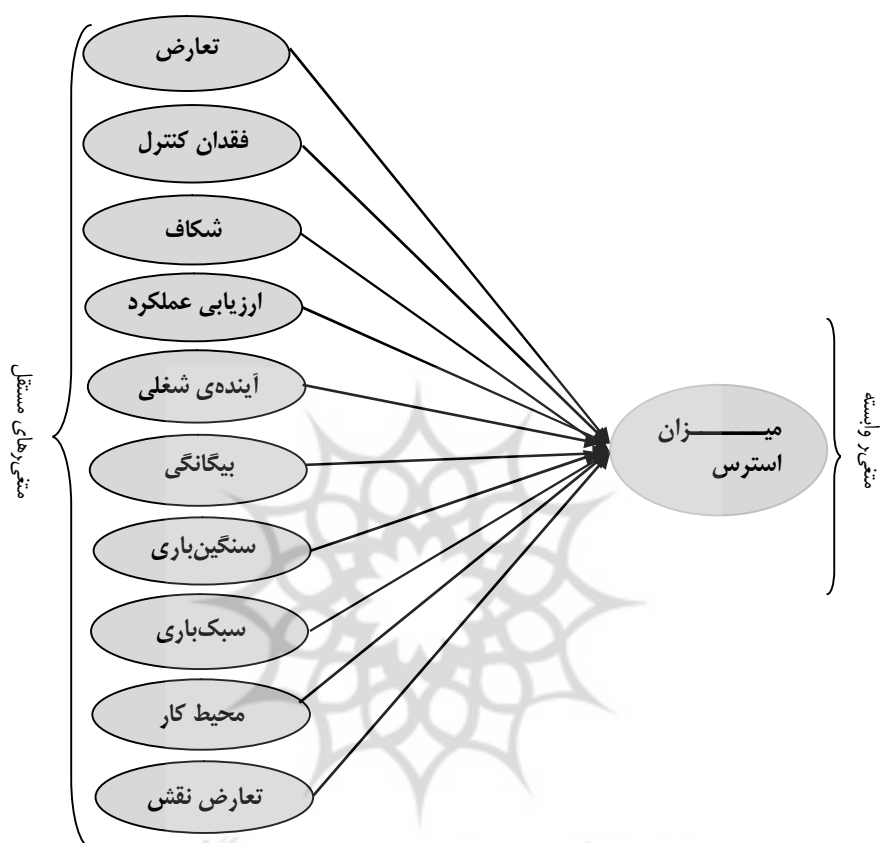 تعارض
فقدان کنترل
شکاف
ارزیابی عملکرد
آینده‌ی شغلی
بیگانگی
سنگین‌باری
سبک‌باری
محیط کار
تعارض نقش
متغیرهای مستقل
میـــــــزان
استرس
متغیر وابسته